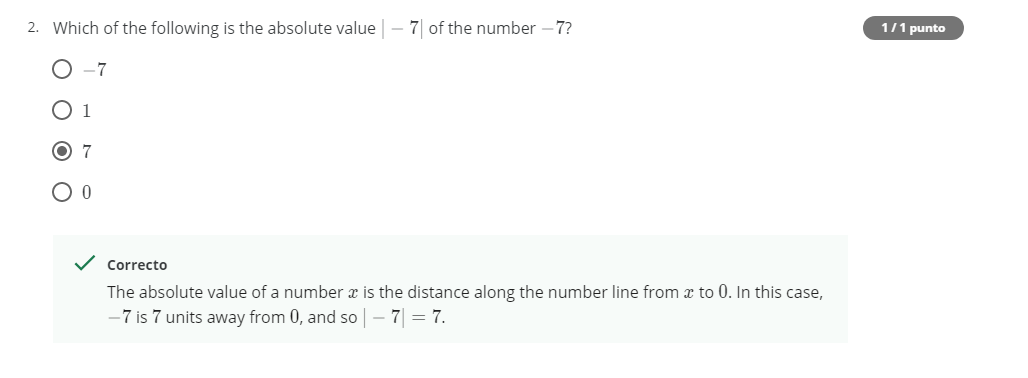 2. Which of the following is the absolute value | − 7| of the number −7?
1 / 1 punto
−7
1
7
0
Correcto
The absolute value of a number x is the distance along the number line from x to 0. In this case,
−7 is 7 units away from 0, and so | − 7| = 7.